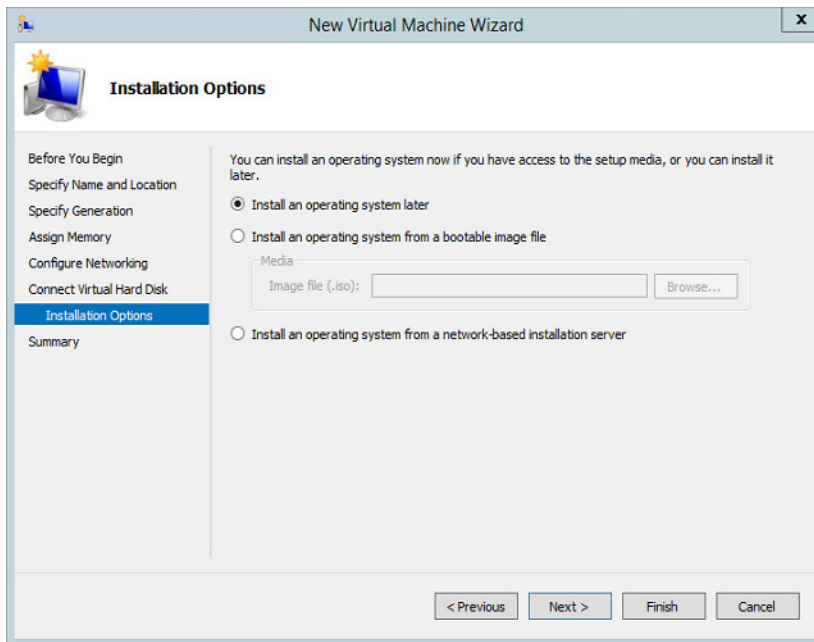 New Virtual Machine Wizard
x
Installation Options
Before You Begin
Specify Name and Location
Specify Generation
Assign Memory
Configure Networking
Connect Virtual Hard Disk
Installation Options
Summary
You can install an operating system now if you have access to the setup media, or you can install it
later.
Install an operating system later
Install an operating system from a bootable image file
Media
Image file (.iso):
Browse...
Install an operating system from a network-based installation server
< Previous
Next >
Finish
Cancel